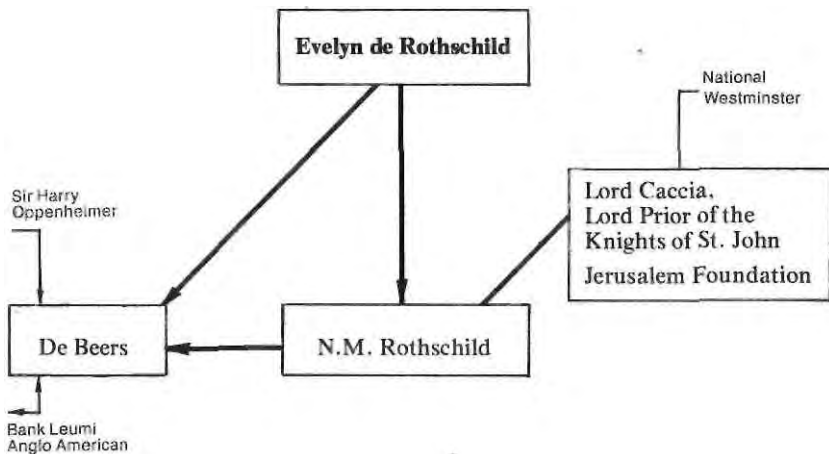 Evelyn de Rothschild
National
Westminster
Sir Harry
Oppenheimer
Lord Caccia,
Lord Prior of the
Knights of St. John
Jerusalem Foundation
De Beers
N.M. Rothschild
Bank Leumi
Anglo American